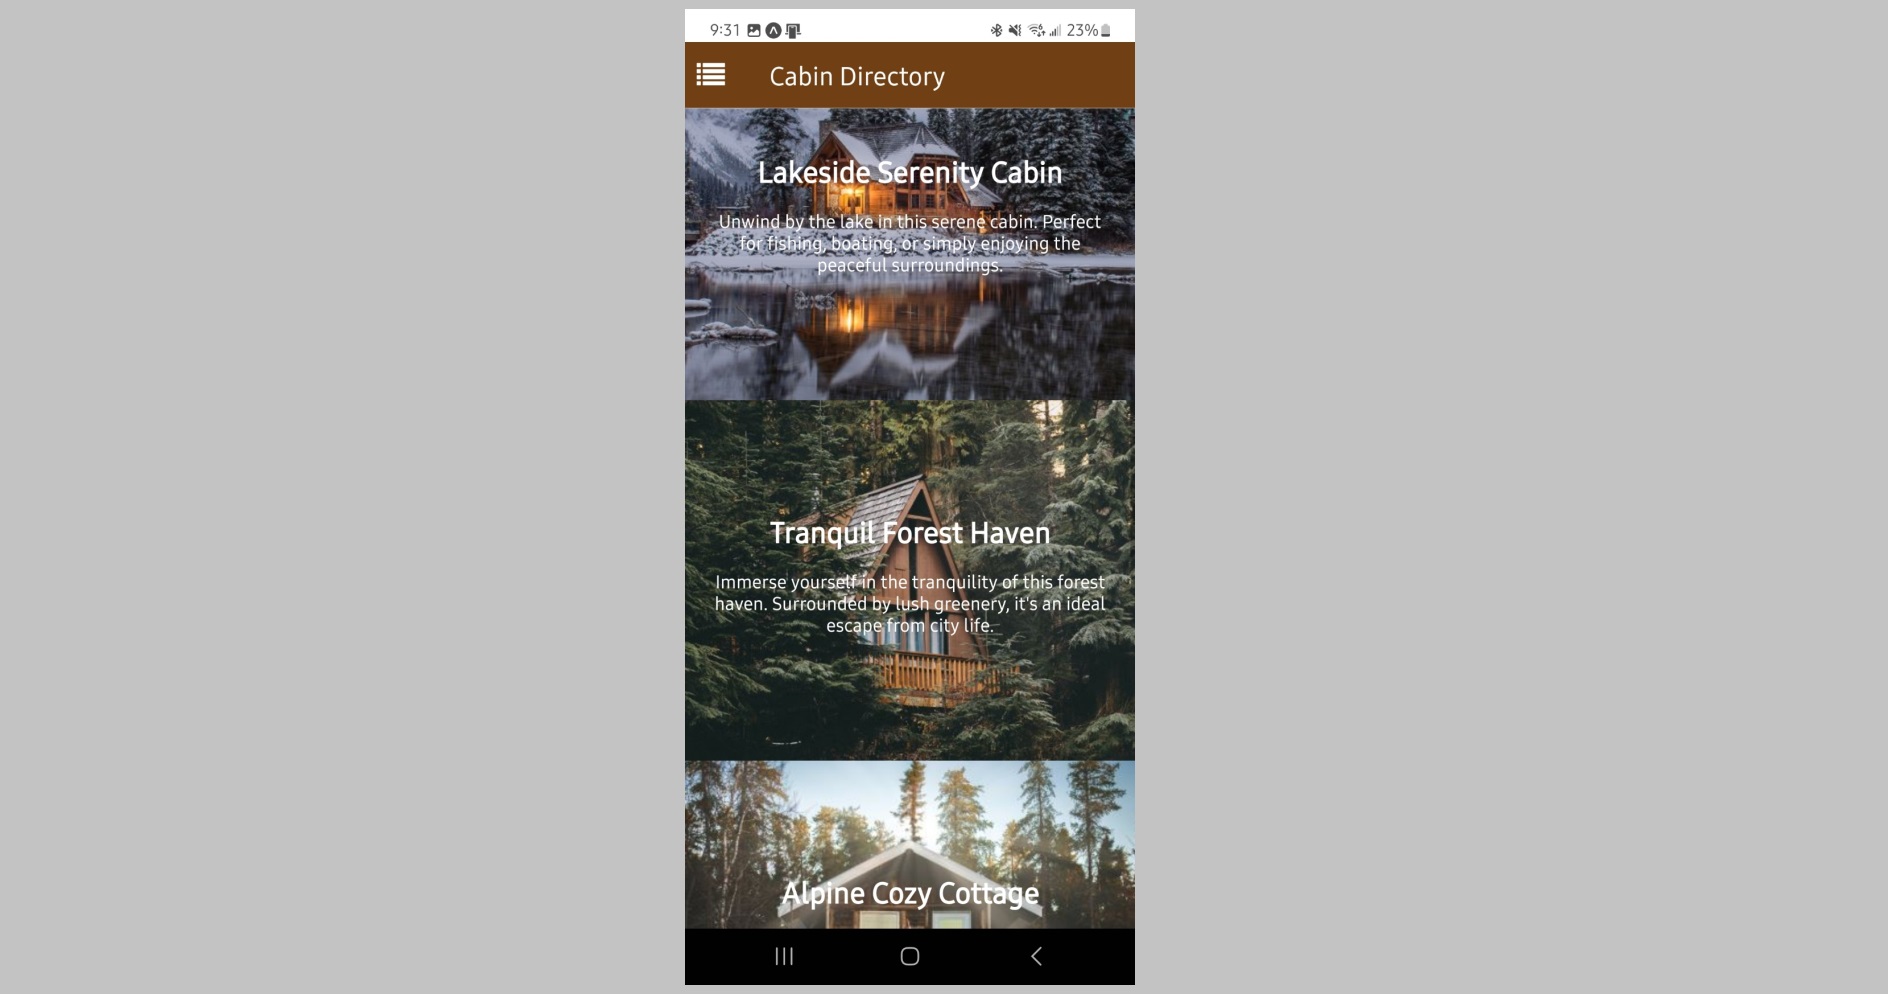 9:31
23%
Cabin Directory
Lakeside Serenity Cabin
Unwind by the lake in this serene cabin. Perfect
for fishing, boating, or simply enjoying the
peaceful surroundings.
Tranquil Forest Haven
Immerse yourself in the tranquility of this forest
haven. Surrounded by lush greenery, it's an ideal
escape from city life.
Alpine Cozy Cottage